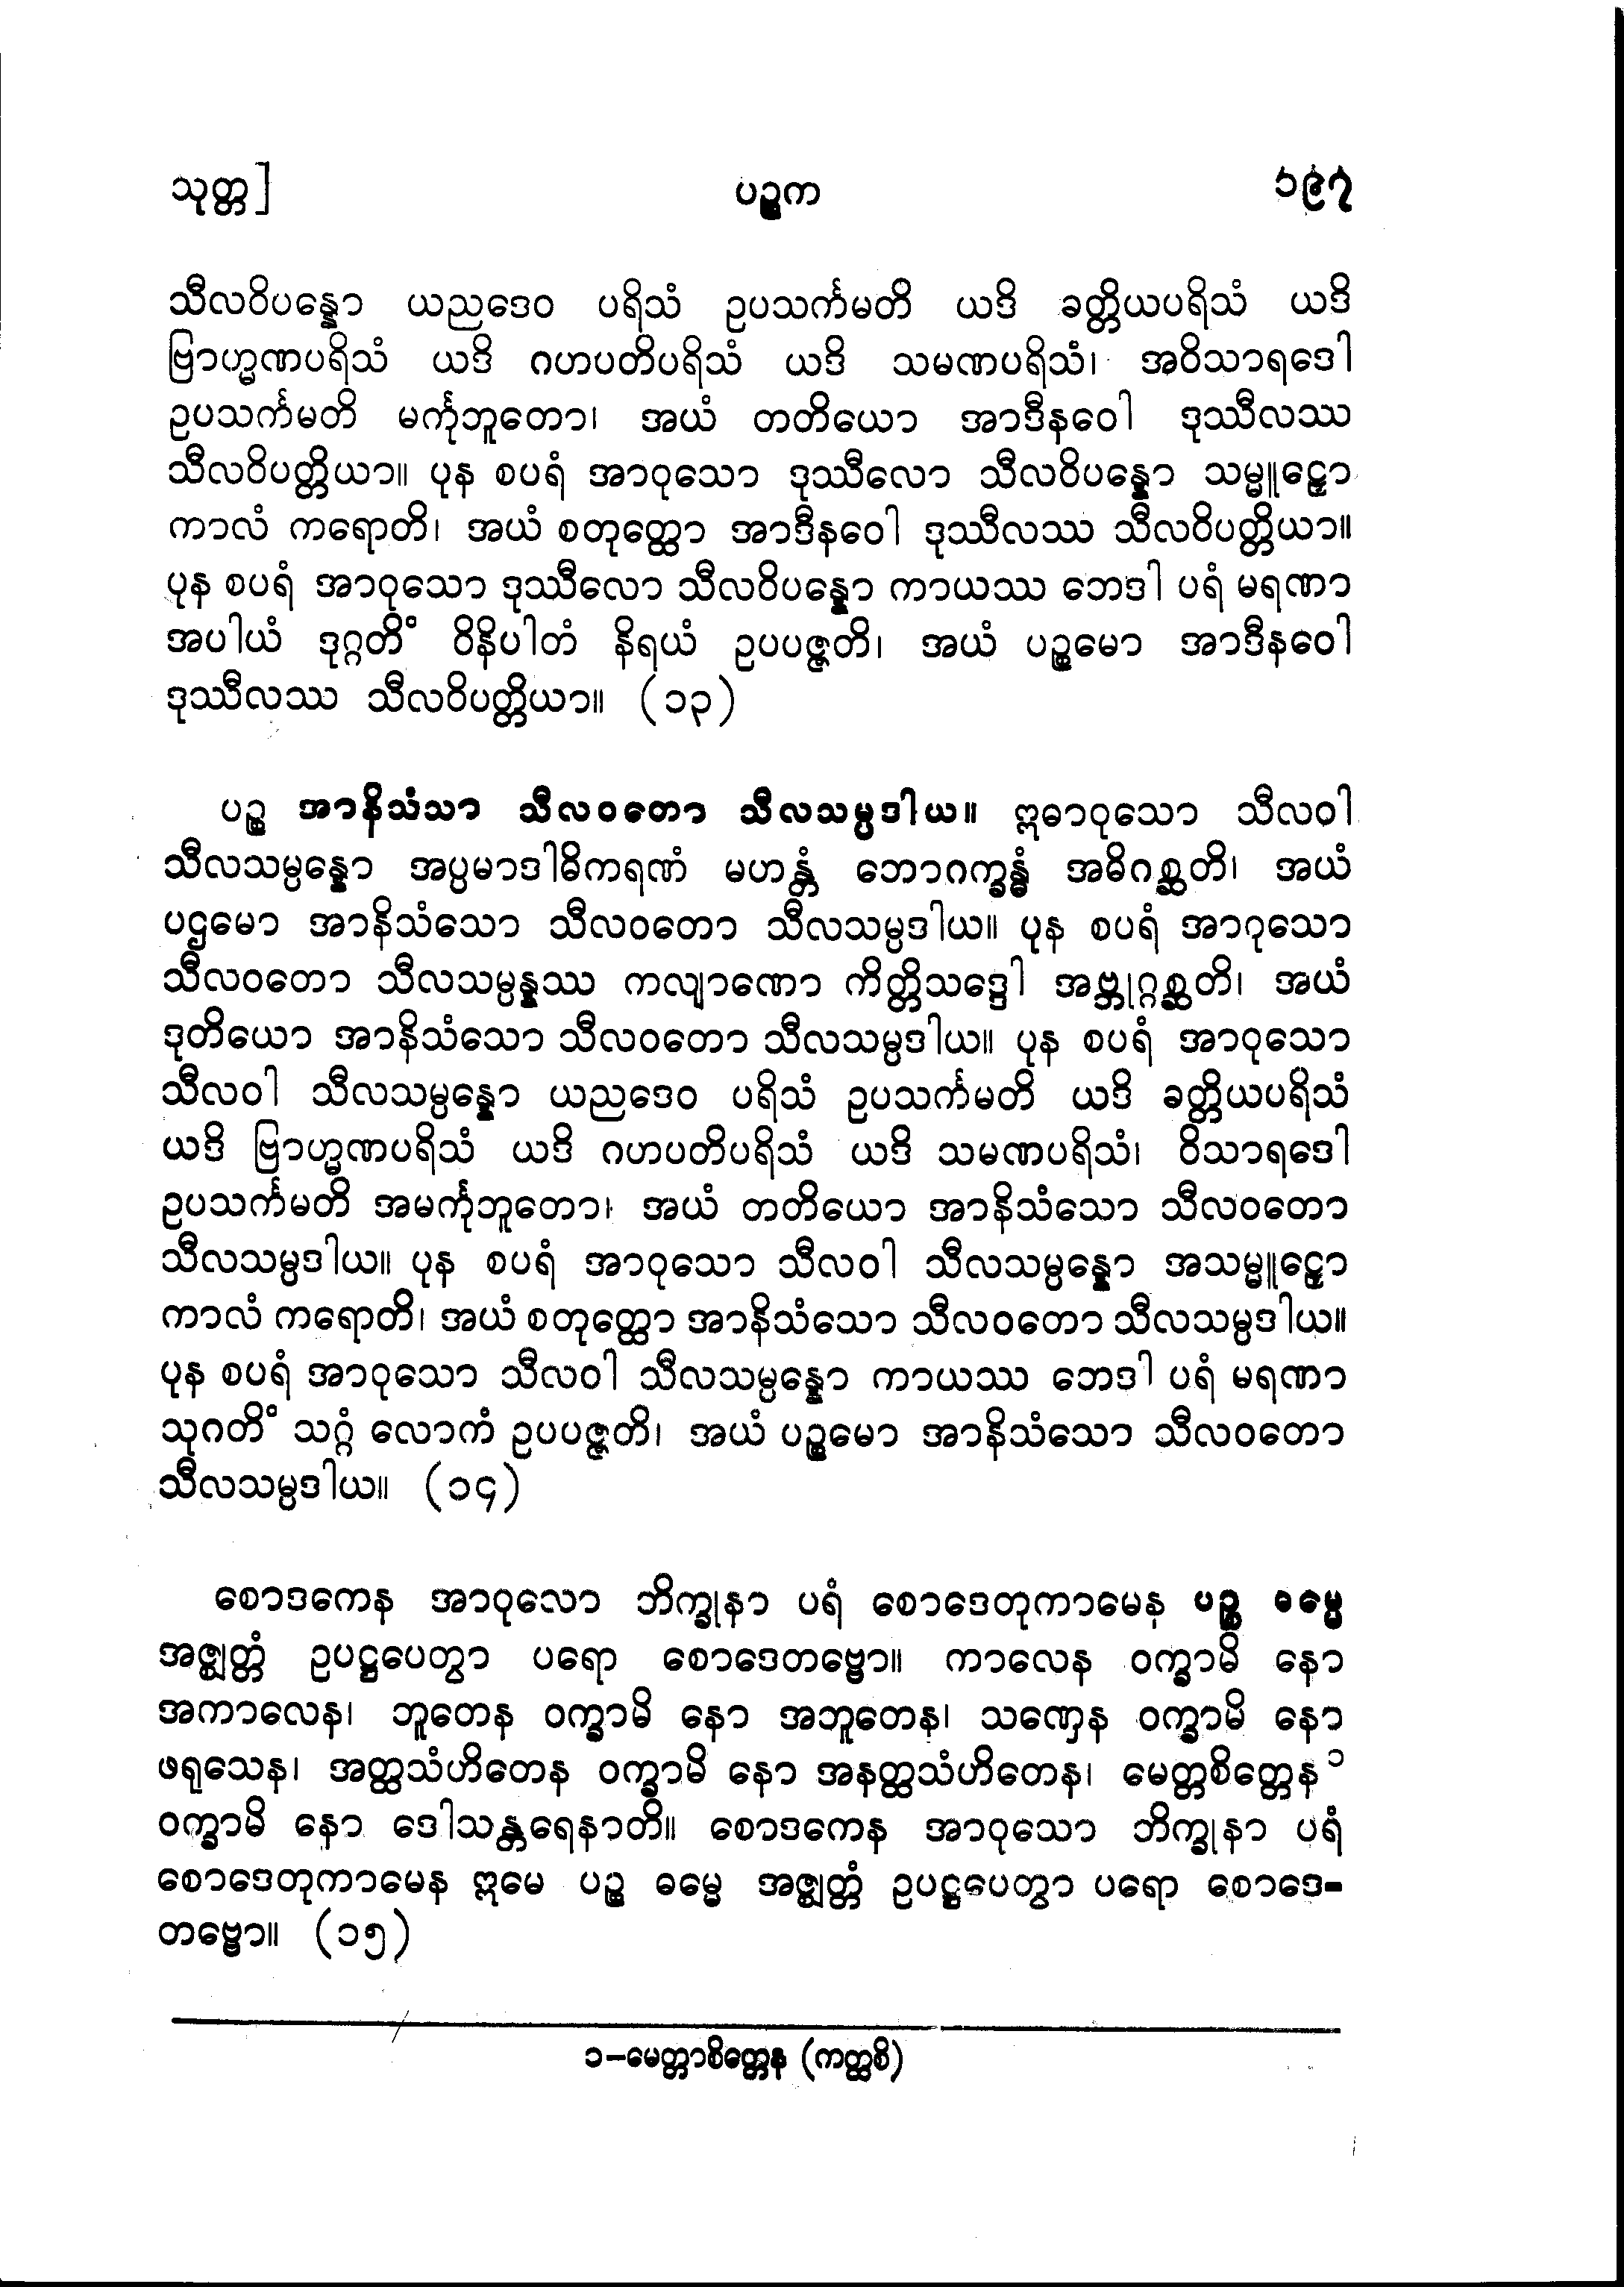 သုတ္တ] ပဉ္စက ၁၉၇
သီလဝိပန္နော ယညဒေဝ ပရိသံ ဥပသင်္ကမတိ ယဒိ ခတ္တိယပရိသံ ယဒိ
ဗြာဟ္မဏပရိသံ ယဒိ ဂဟပတိပရိသံ ယဒိ သမဏပရိသံ၊ အဝိသာရဒေါ
ဥပသင်္ကမတိ မင်္ကုဘူတော၊ အယံ တတိယော အာဒီနဝေါ ဒုဿီလဿ
သီလဝိပတ္တိယာ။ ပုန စပရံ အာဝုသော ဒုဿီလော သီလဝိပန္နော သမ္မူဠှော
ကာလံ ကရောတိ၊ အယံ စတုတ္ထော အာဒီနဝေါ ဒုဿီလဿ သီလဝိပတ္တိယာ။
ပုန စပရံ အာဝုသော ဒုဿီလော သီလဝိပန္နော ကာယဿ ဘေဒါ ပရံ မရဏာ
အပါယံ ဒုဂ္ဂတိံ ဝိနိပါတံ နိရယံ ဥပပဇ္ဇတိ၊ အယံ ပဉ္စမော အာဒီနဝေါ
ဒုဿီလဿ သီလဝိပတ္တိယာ။ (၁၃)
ပဉ္စ အာနိသံသာ သီလဝတော သီလသမ္ပဒါယ။ ဣဓာဝုသော သီလဝါ
သီလသမ္ပန္နော အပ္ပမာဒါဓိကရဏံ မဟန္တံ ဘောဂက္ခန္ဓံ အဓိဂစ္ဆတိ၊ အယံ
ပဌမော အာနိသံသော သီလဝတော သီလသမ္ပဒါယ။ ပုန စပရံ အာဝုသော
သီလဝတော သီလသမ္ပန္နဿ ကလျာဏော ကိတ္တိသဒ္ဒေါ အဗ္ဘုဂ္ဂစ္ဆတိ၊ အယံ
ဒုတိယော အာနိသံသော သီလဝတော သီလသမ္ပဒါယ။ ပုန စပရံ အာဝုသော
သီလဝါ သီလသမ္ပန္နော ယညဒေဝ ပရိသံ ဥပသင်္ကမတိ ယဒိ ခတ္တိယပရိသံ
ယဒိ ဗြာဟ္မဏပရိသံ ယဒိ ဂဟပတိပရိသံ ယဒိ သမဏပရိသံ၊ ဝိသာရဒေါ
ဥပသင်္ကမတိ အမင်္ကုဘူတော၊ အယံ တတိယော အာနိသံသော သီလဝတော
သီလသမ္ပဒါယ။ ပုန စပရံ အာဝုသော သီလဝါ သီလသမ္ပန္နော အသမ္မူဠှော
ကာလံ ကရောတိ၊ အယံ စတုတ္ထော အာနိသံသော သီလဝတော သီလသမ္ပဒါယ။
ပုန စပရံ အာဝုသော သီလဝါ သီလသမ္ပန္နော ကာယဿ ဘေဒါ ပရံ မရဏာ
သုဂတိံ သဂ္ဂံ လောကံ ဥပပဇ္ဇတိ၊ အယံ ပဉ္စမော အာနိသံသော သီလဝတော
သီလသမ္ပဒါယ။ (၁၄)
စောဒကေန အာဝုလော ဘိက္ခုနာ ပရံ စောဒေတုကာမေန ပဉ္စ ဓမ္မေ
အဇ္ဈတ္တံ ဥပဋ္ဌပေတွာ ပရော စောဒေတဗ္ဗော။ ကာလေန ဝက္ခာမိ နော
အကာလေန၊ ဘူတေန ဝက္ခာမိ နော အဘူတေန၊ သဏှေန ဝက္ခာမိ နော
ဖရုသေန၊ အတ္ထသံဟိတေန ဝက္ခာမိ နော အနတ္ထသံဟိတေန၊ မေတ္တစိတ္တေန ၁
ဝက္ခာမိ နော ဒေါသန္တရေနာတိ။ စောဒကေန အာဝုသော ဘိက္ခုနာ ပရံ
စောဒေတုကာမေန ဣမေ ပဉ္စ ဓမ္မေ အဇ္ဈတ္တံ ဥပဋ္ဌပေတွာ ပရော စောဒေ-
တဗ္ဗော။ (၁၅)
၁-မေတ္တာစိတ္တေန (ကတ္ထစိ)